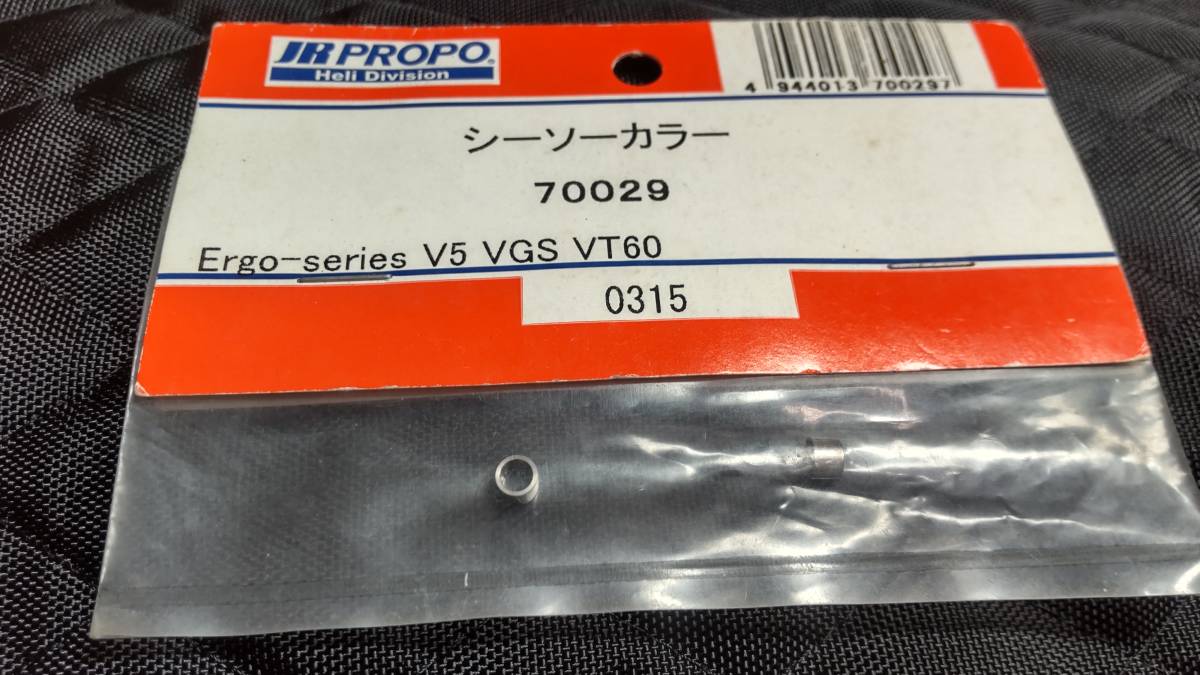 JR PROPO®
Heli Division
4 944013 700297
シーソーカラー
70029
Ergo-series V5 VGS VT60
0315